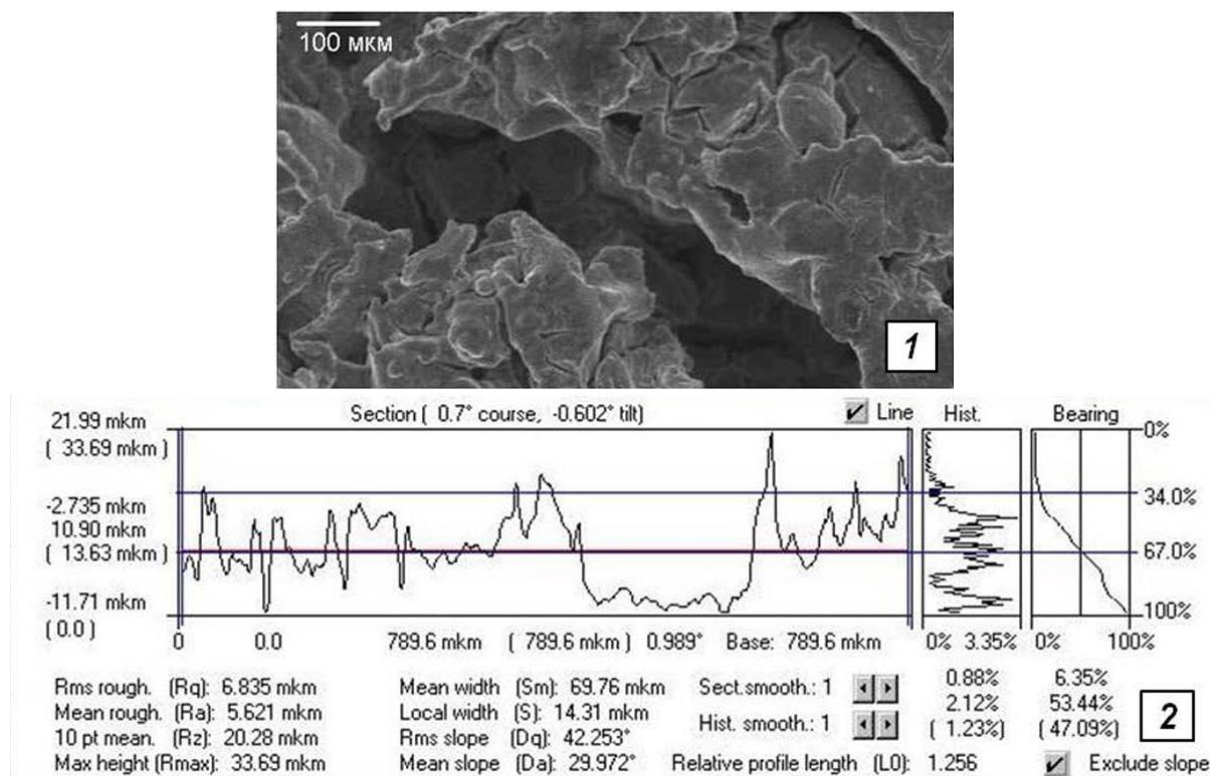 100 мкм
1
21.99 mkm Section ( 0.7° course, -0.602° tilt) Line Hist. Bearing
( 33.69 mkm ) 0%
-2.735 mkm 34.0%
10.90 mkm
( 13.63 mkm ) 67.0%
-11.71 mkm 100%
( 0.0 )
0 0.0 789.6 mkm ( 789.6 mkm ) 0.989° Base: 789.6 mkm 0% 3.35% 0% 100%
Rms rough. (Rq): 6.835 mkm Mean width (Sm): 69.76 mkm Sect.smooth.: 1 0.88% 6.35%
Mean rough. (Ra): 5.621 mkm Local width (S): 14.31 mkm 2.12% 53.44%
10 pt mean. (Rz): 20.28 mkm Rms slope (Dq): 42.253° Hist. smooth.: 1 ( 1.23%) ( 47.09%)
Max height (Rmax): 33.69 mkm Mean slope (Da): 29.972° Relative profile length (L0): 1.256 Exclude slope
2